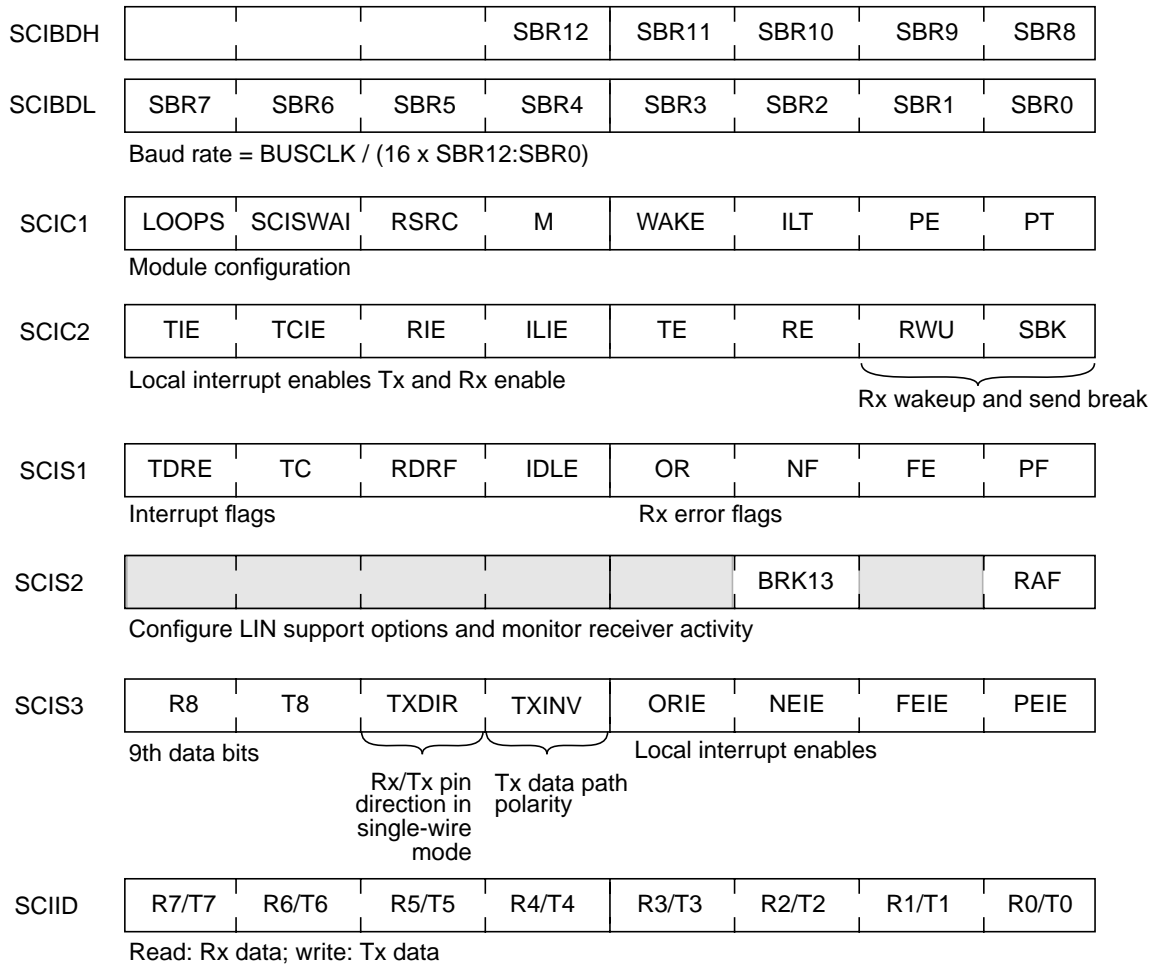 SCIBDH SBR12 SBR11 SBR10 SBR9 SBR8
SCIBDL SBR7 SBR6 SBR5 SBR4 SBR3 SBR2 SBR1 SBR0
Baud rate = BUSCLK / (16 x SBR12:SBR0)
SCIC1 LOOPS SCISWAI RSRC M WAKE ILT PE PT
Module configuration
SCIC2 TIE TCIE RIE ILIE TE RE RWU SBK
Local interrupt enables Tx and Rx enable
Rx wakeup and send break
SCIS1 TDRE TC RDRF IDLE OR NF FE PF
Interrupt flags Rx error flags
SCIS2 BRK13 RAF
Configure LIN support options and monitor receiver activity
SCIS3 R8 T8 TXDIR TXINV ORIE NEIE FEIE PEIE
9th data bits
Local interrupt enables
Rx/Tx pin
direction in
single-wire
mode
Tx data path
polarity
SCIID R7/T7 R6/T6 R5/T5 R4/T4 R3/T3 R2/T2 R1/T1 R0/T0
Read: Rx data; write: Tx data